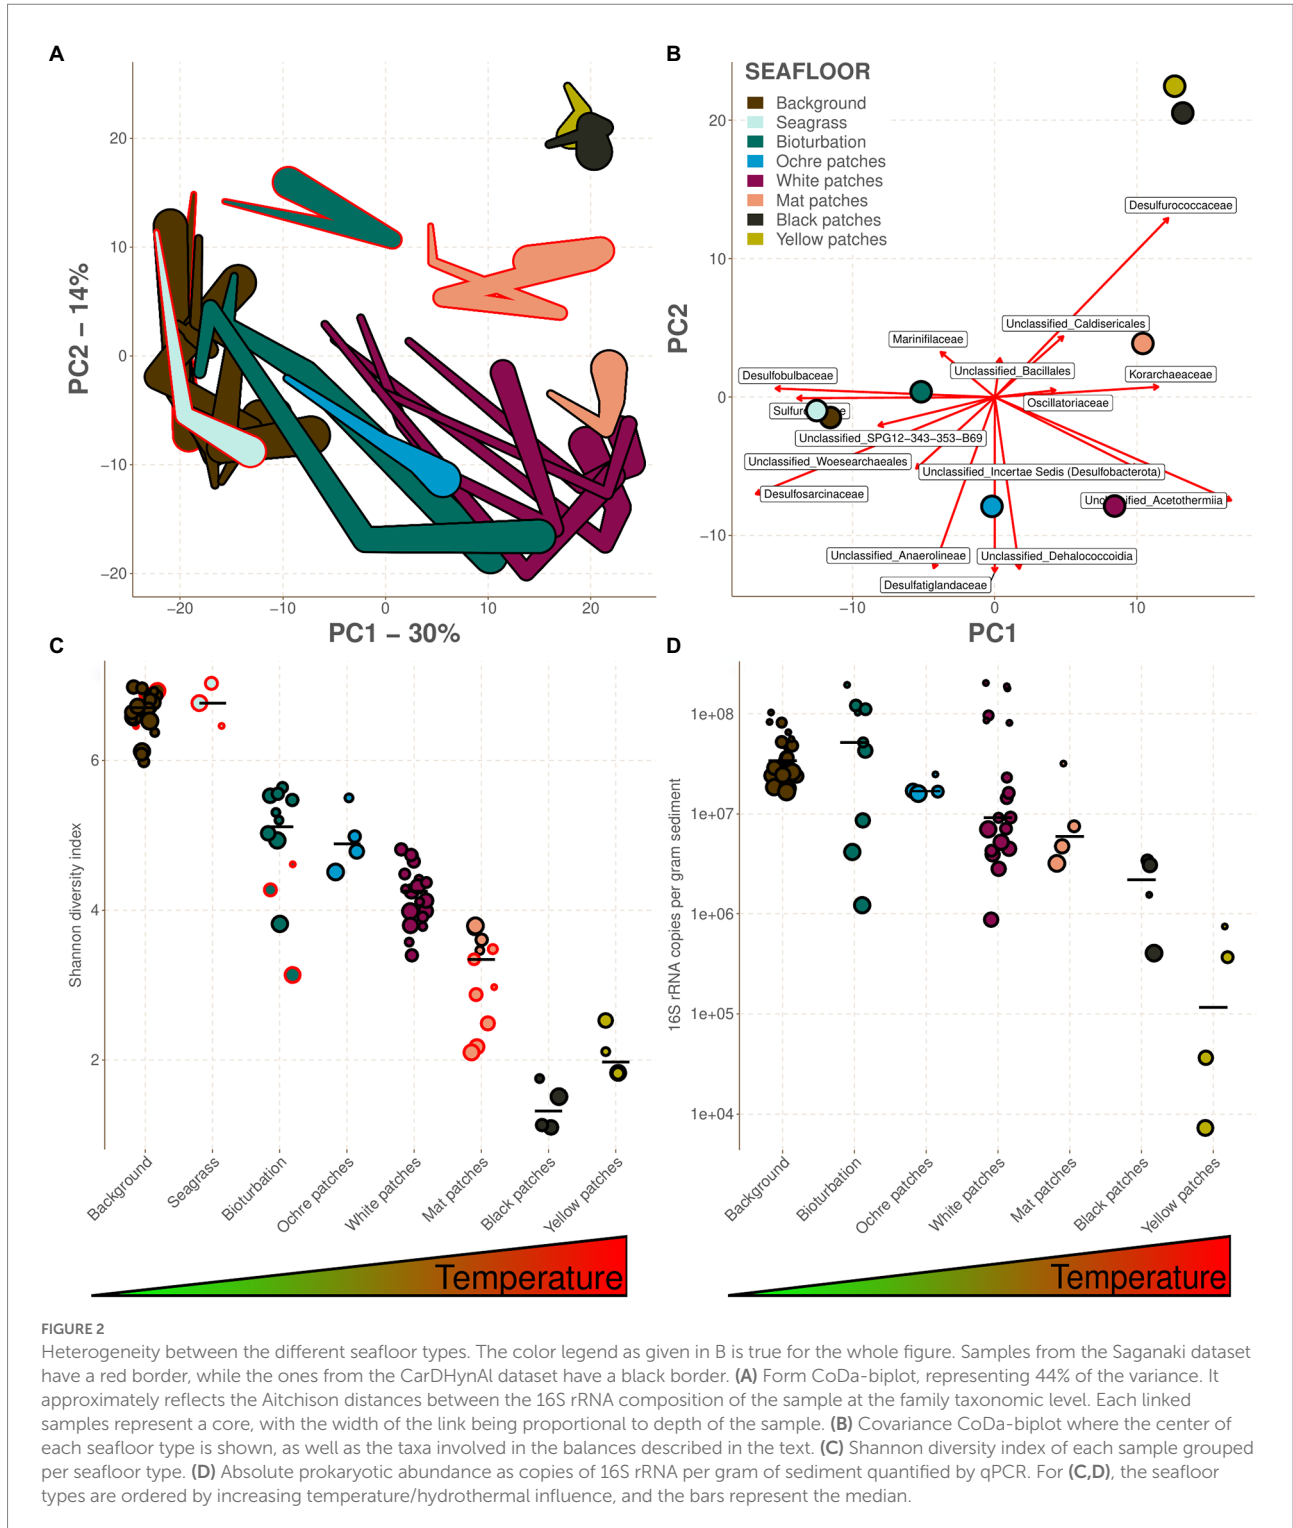 A
20
10
0
−10
−20
−20
−10
0
10
20
PC2 − 14%
PC1 − 30%
B
SEAFLOOR
Background
Seagrass
Bioturbation
Ochre patches
White patches
Mat patches
Black patches
Yellow patches
20
10
0
−10
−10
0
10
PC2
PC1
Desulfurococcaceae
Unclassified_Caldisericales
Marinifilaceae
Unclassified_Bacillales
Korarchaeaceae
Desulfobulbaceae
Oscillatoriaceae
Unclassified_SPG12−343−353−B69
Unclassified_Woesearchaeales
Unclassified_Incertae Sedis (Desulfobacterota)
Desulfosarcinaceae
Unclassified_Anaerolineae
Unclassified_Dehalococcoidia
Desulfatiglandaceae
C
6
4
2
Shannon diversity index
Background
Seagrass
Bioturbation
Ochre patches
White patches
Mat patches
Black patches
Yellow patches
Temperature
D
1e+08
1e+07
1e+06
1e+05
1e+04
16S rRNA copies per gram sediment
Background
Bioturbation
Ochre patches
White patches
Mat patches
Black patches
Yellow patches
Temperature
FIGURE 2
Heterogeneity between the different seafloor types. The color legend as given in B is true for the whole figure. Samples from the Saganaki dataset
have a red border, while the ones from the CarDHynAl dataset have a black border. (A) Form CoDa-biplot, representing 44% of the variance. It
approximately reflects the Aitchison distances between the 16S rRNA composition of the sample at the family taxonomic level. Each linked
samples represent a core, with the width of the link being proportional to depth of the sample. (B) Covariance CoDa-biplot where the center of
each seafloor type is shown, as well as the taxa involved in the balances described in the text. (C) Shannon diversity index of each sample grouped
per seafloor type. (D) Absolute prokaryotic abundance as copies of 16S rRNA per gram of sediment quantified by qPCR. For (C,D), the seafloor
types are ordered by increasing temperature/hydrothermal influence, and the bars represent the median.